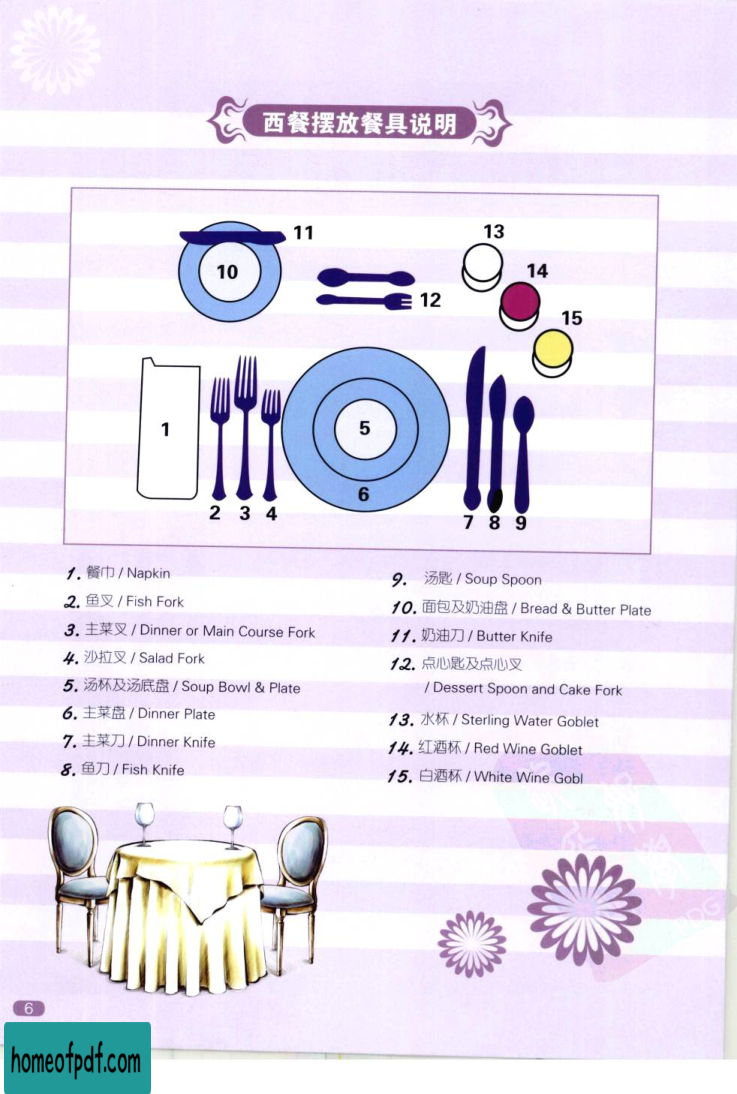 西餐摆放餐具说明
11
13
10
14
12
15
1
5
6
2 3 4
7 8 9
1. 餐巾 / Napkin
2. 鱼叉 / Fish Fork
3. 主菜叉 / Dinner or Main Course Fork
4. 沙拉叉 / Salad Fork
5. 汤杯及汤底盘 / Soup Bowl & Plate
6. 主菜盘 / Dinner Plate
7. 主菜刀 / Dinner Knife
8. 鱼刀 / Fish Knife
9. 汤匙 / Soup Spoon
10. 面包及奶油盘 / Bread & Butter Plate
11. 奶油刀 / Butter Knife
12. 点心匙及点心叉
/ Dessert Spoon and Cake Fork
13. 水杯 / Sterling Water Goblet
14. 红酒杯 / Red Wine Goblet
15. 白酒杯 / White Wine Gobl
6
homeofpdf.com